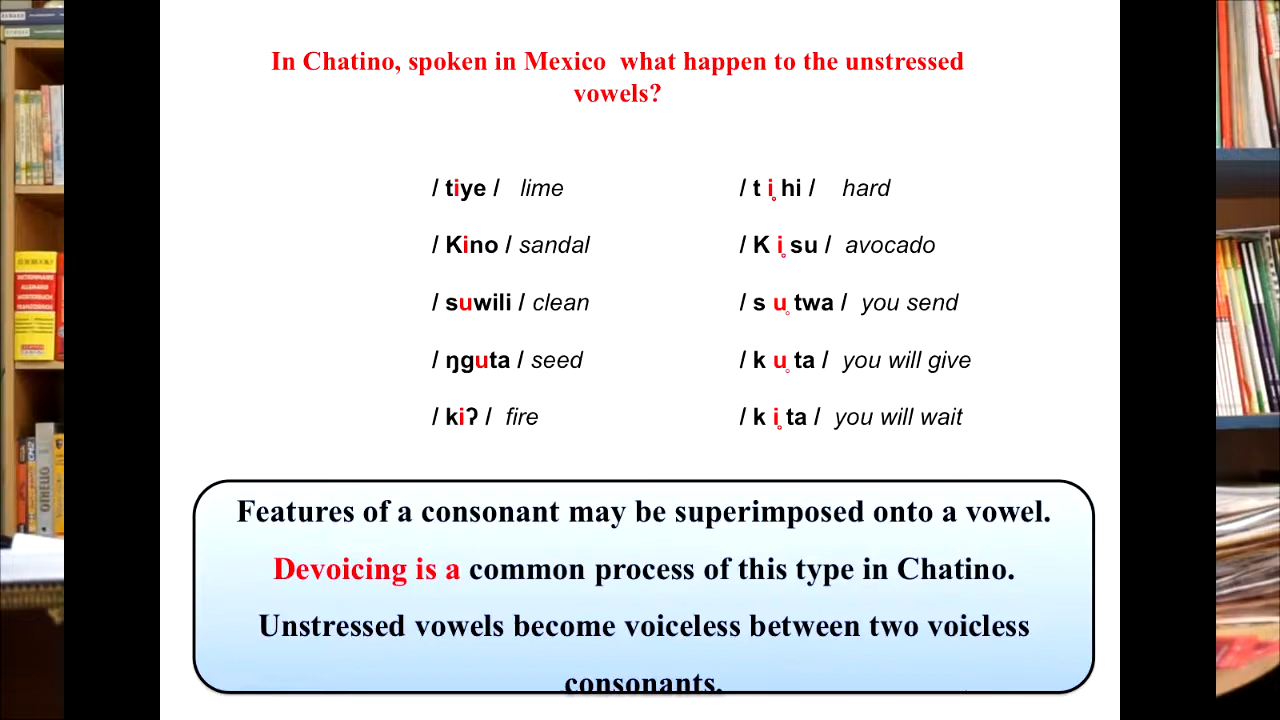 In Chatino, spoken in Mexico what happen to the unstressed
vowels?
/ tiye / lime / t i̥ hi / hard
/ Kino / sandal / K i̥ su / avocado
/ suwili / clean / s u̥ twa / you send
/ ŋguta / seed / k u̥ ta / you will give
/ kiʔ / fire / k i̥ ta / you will wait
Features of a consonant may be superimposed onto a vowel.
Devoicing is a common process of this type in Chatino.
Unstressed vowels become voiceless between two voicless
consonants.
OTHELLO